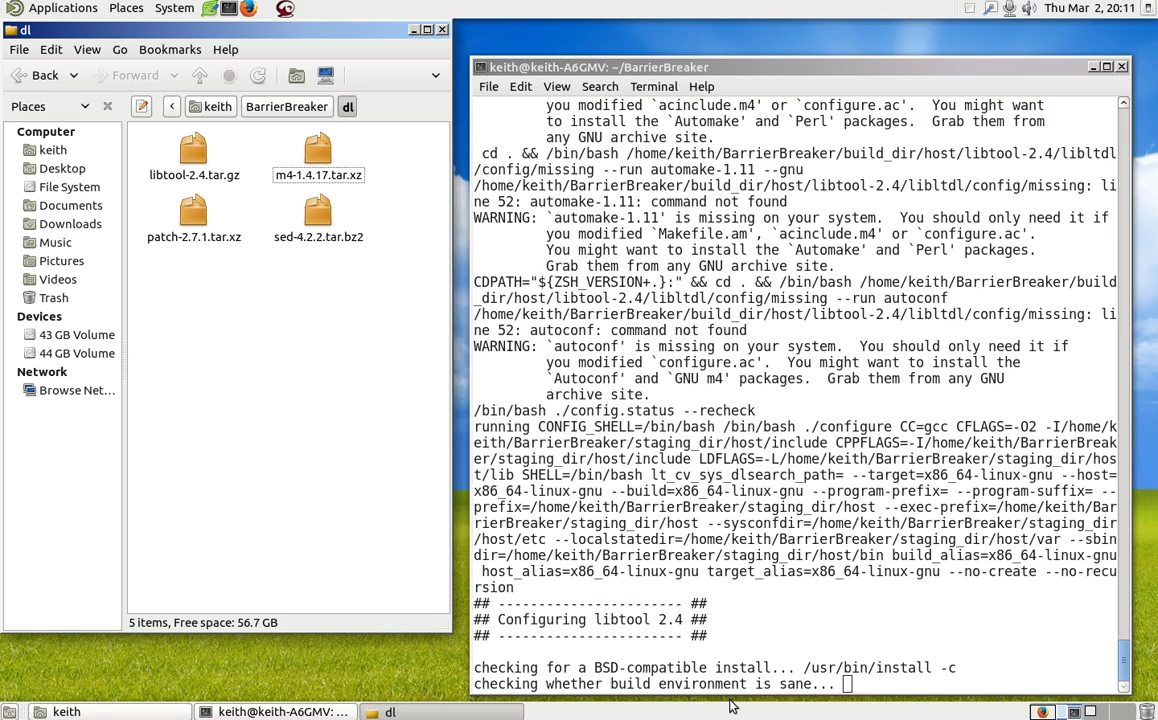 Applications Places System
Thu Mar 2, 20:11
dl
File Edit View Go Bookmarks Help
Back Forward
Places
keith BarrierBreaker dl
Computer
keith
Desktop
File System
Documents
Downloads
Music
Pictures
Videos
Trash
Devices
43 GB Volume
44 GB Volume
Network
Browse Net...
libtool-2.4.tar.gz
m4-1.4.17.tar.xz
patch-2.7.1.tar.xz
sed-4.2.2.tar.bz2
5 items, Free space: 56.7 GB
keith@keith-A6GMV: ~/BarrierBreaker
File Edit View Search Terminal Help
you modified `acinclude.m4' or `configure.ac'.  You might want
to install the `Automake' and `Perl' packages.  Grab them from
any GNU archive site.
cd . && /bin/bash /home/keith/BarrierBreaker/build_dir/host/libtool-2.4/libltdl
/config/missing --run automake-1.11 --gnu
/home/keith/BarrierBreaker/build_dir/host/libtool-2.4/libltdl/config/missing: li
ne 52: automake-1.11: command not found
WARNING: `automake-1.11' is missing on your system.  You should only need it if
you modified `Makefile.am', `acinclude.m4' or `configure.ac'.
You might want to install the `Automake' and `Perl' packages.
Grab them from any GNU archive site.
CDPATH="${ZSH_VERSION+.}:" && cd . && /bin/bash /home/keith/BarrierBreaker/build
_dir/host/libtool-2.4/libltdl/config/missing --run autoconf
/home/keith/BarrierBreaker/build_dir/host/libtool-2.4/libltdl/config/missing: li
ne 52: autoconf: command not found
WARNING: `autoconf' is missing on your system.  You should only need it if
you modified `configure.ac'.  You might want to install the
`Autoconf' and `GNU m4' packages.  Grab them from any GNU
archive site.
/bin/bash ./config.status --recheck
running CONFIG_SHELL=/bin/bash /bin/bash ./configure CC=gcc CFLAGS=-O2 -I/home/k
eith/BarrierBreaker/staging_dir/host/include CPPFLAGS=-I/home/keith/BarrierBreak
er/staging_dir/host/include LDFLAGS=-L/home/keith/BarrierBreaker/staging_dir/hos
t/lib SHELL=/bin/bash lt_cv_sys_dlsearch_path= --target=x86_64-linux-gnu --host=
x86_64-linux-gnu --build=x86_64-linux-gnu --program-prefix= --program-suffix= --
prefix=/home/keith/BarrierBreaker/staging_dir/host --exec-prefix=/home/keith/Bar
rierBreaker/staging_dir/host --sysconfdir=/home/keith/BarrierBreaker/staging_dir
/host/etc --localstatedir=/home/keith/BarrierBreaker/staging_dir/host/var --sbin
dir=/home/keith/BarrierBreaker/staging_dir/host/bin build_alias=x86_64-linux-gnu
host_alias=x86_64-linux-gnu target_alias=x86_64-linux-gnu --no-create --no-recu
rsion
## ----------------------- ##
## Configuring libtool 2.4 ##
## ----------------------- ##
checking for a BSD-compatible install... /usr/bin/install -c
checking whether build environment is sane...
keith
keith@keith-A6GMV: ...
dl